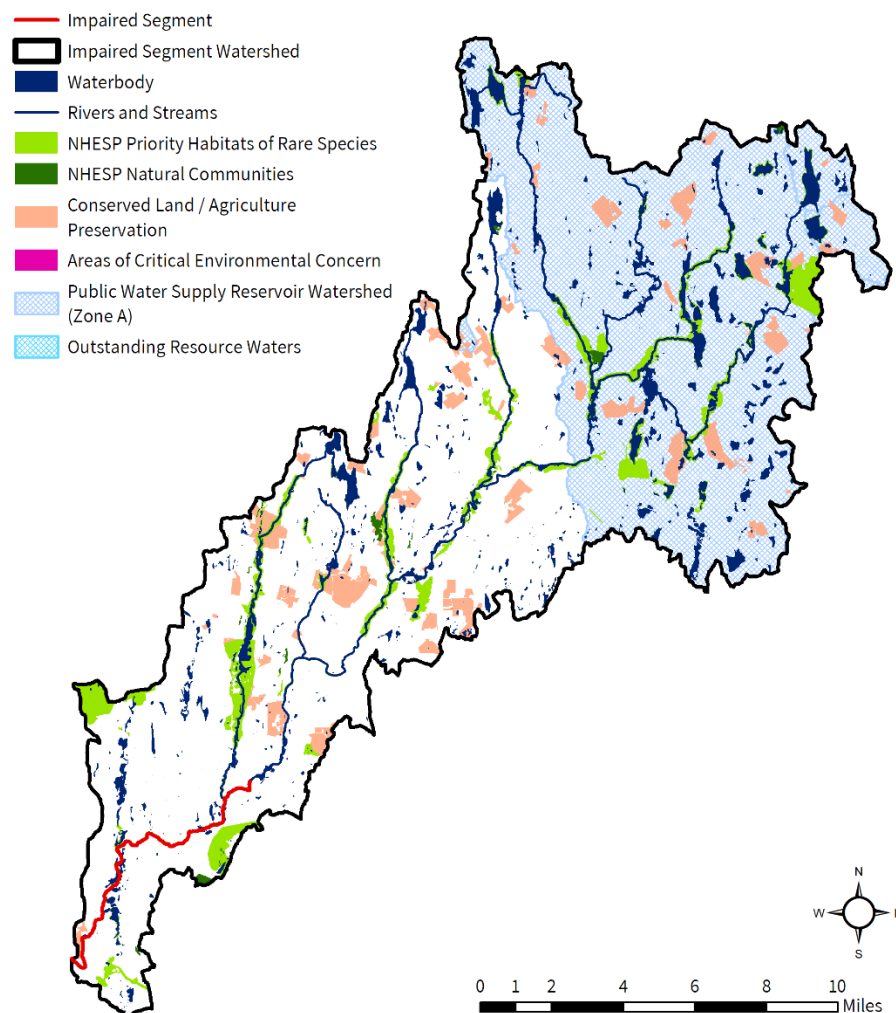 Impaired Segment
Impaired Segment Watershed
Waterbody
Rivers and Streams
NHESP Priority Habitats of Rare Species
NHESP Natural Communities
Conserved Land / Agriculture
Preservation
Areas of Critical Environmental Concern
Public Water Supply Reservoir Watershed
(Zone A)
Outstanding Resource Waters
N
W E
S
0 1 2 4 6 8 10
Miles